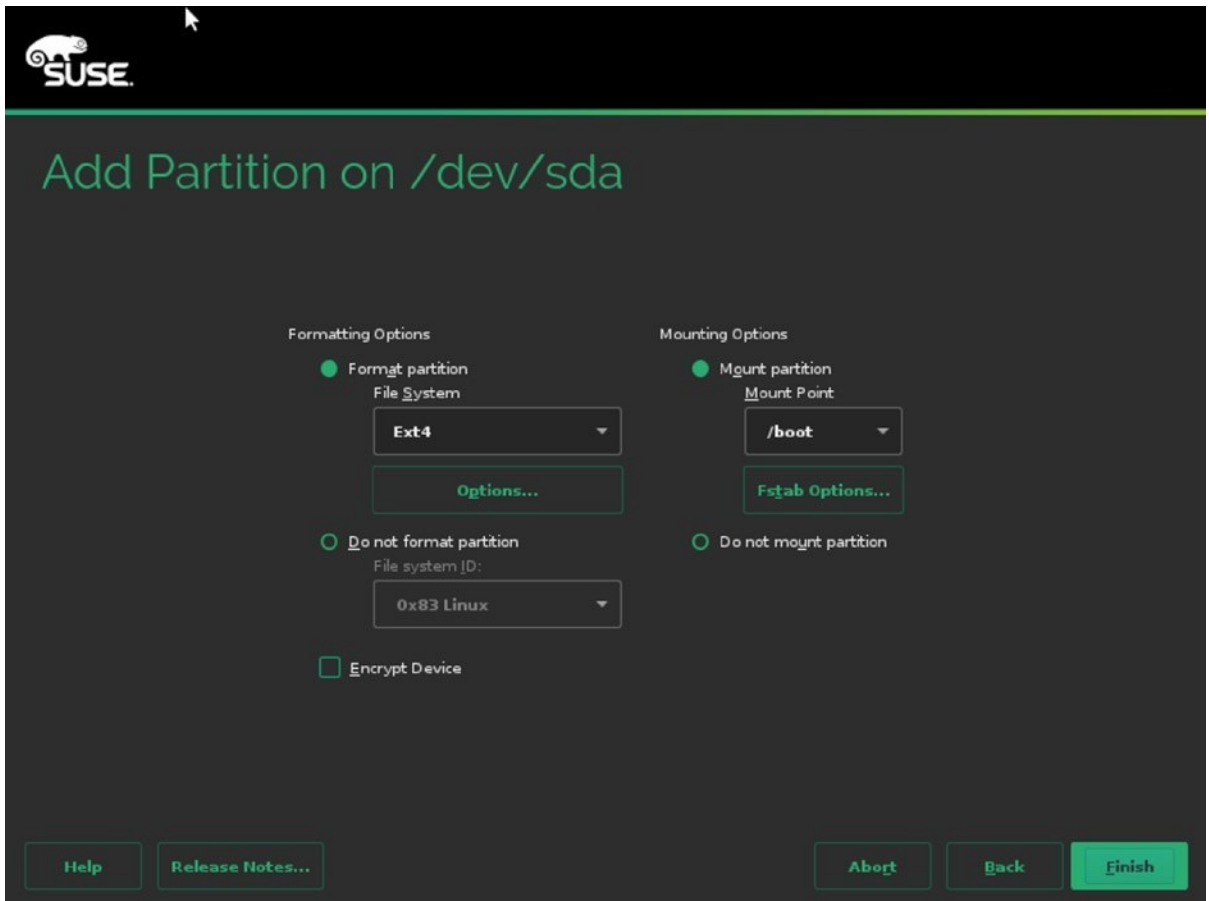 SUSE.
Add Partition on /dev/sda
Formatting Options
Format partition
File System
Ext4
Options...
Do not format partition
File system ID:
0x83 Linux
Encrypt Device
Mounting Options
Mount partition
Mount Point
/boot
Fstab Options...
Do not mount partition
Help
Release Notes...
Abort
Back
Finish